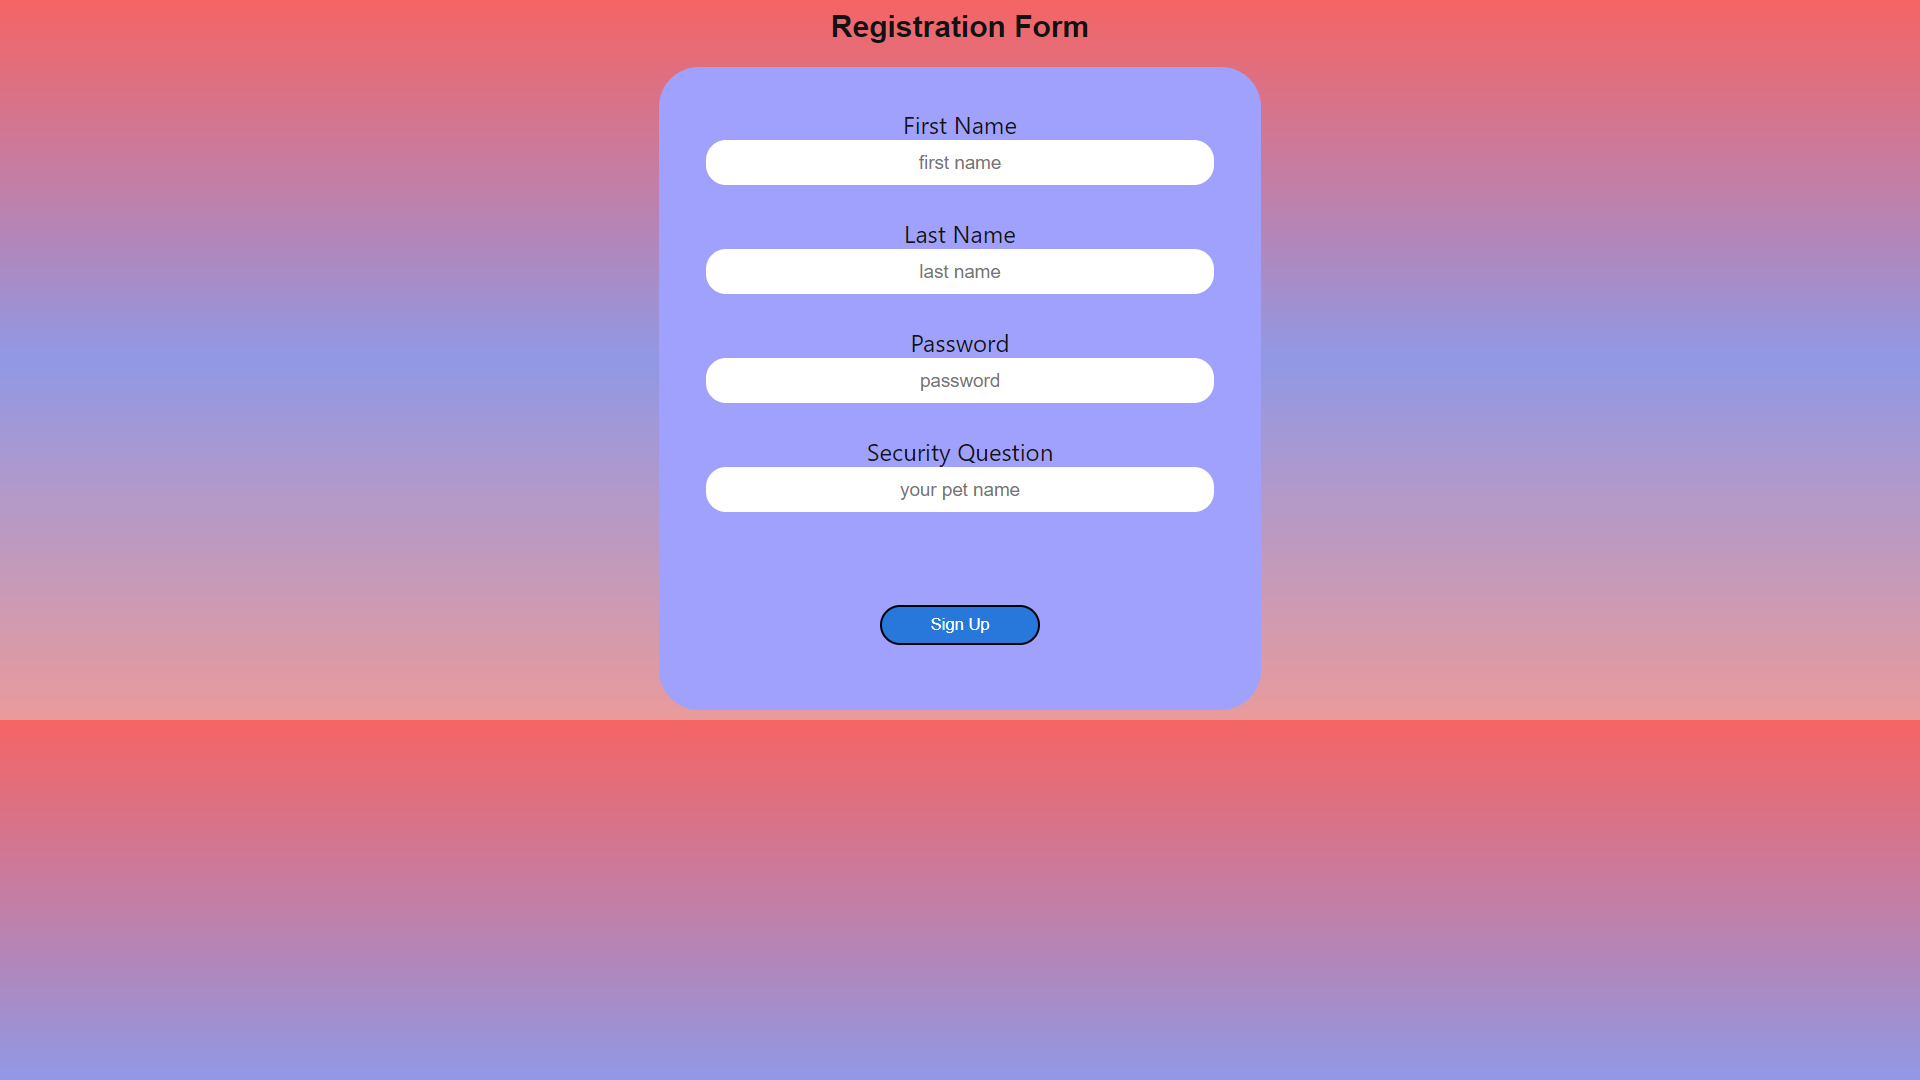 Registration Form
First Name
first name
Last Name
last name
Password
password
Security Question
your pet name
Sign Up